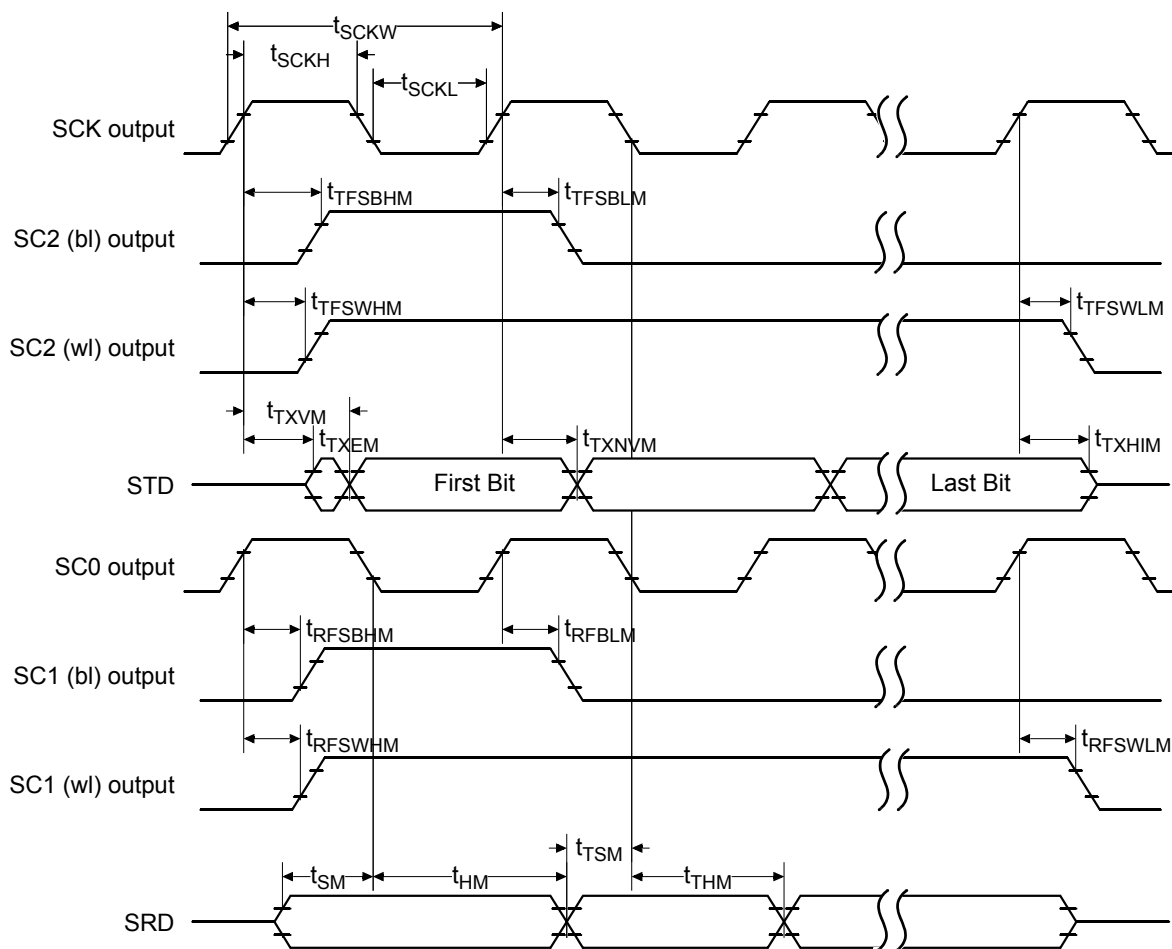 tSCKW
tSCKH
tSCKL
SCK output
tTFSBHM
tTFSBLM
SC2 (bl) output
tTFSWHM
tTFSWLM
SC2 (wl) output
tTXVM
tTXEM
tTXNVM
tTXHIM
STD
First Bit
Last Bit
SC0 output
tRFSBHM
tRFBLM
SC1 (bl) output
tRFSWHM
tRFSWLM
SC1 (wl) output
tTSM
tSM
tHM
tTHM
SRD